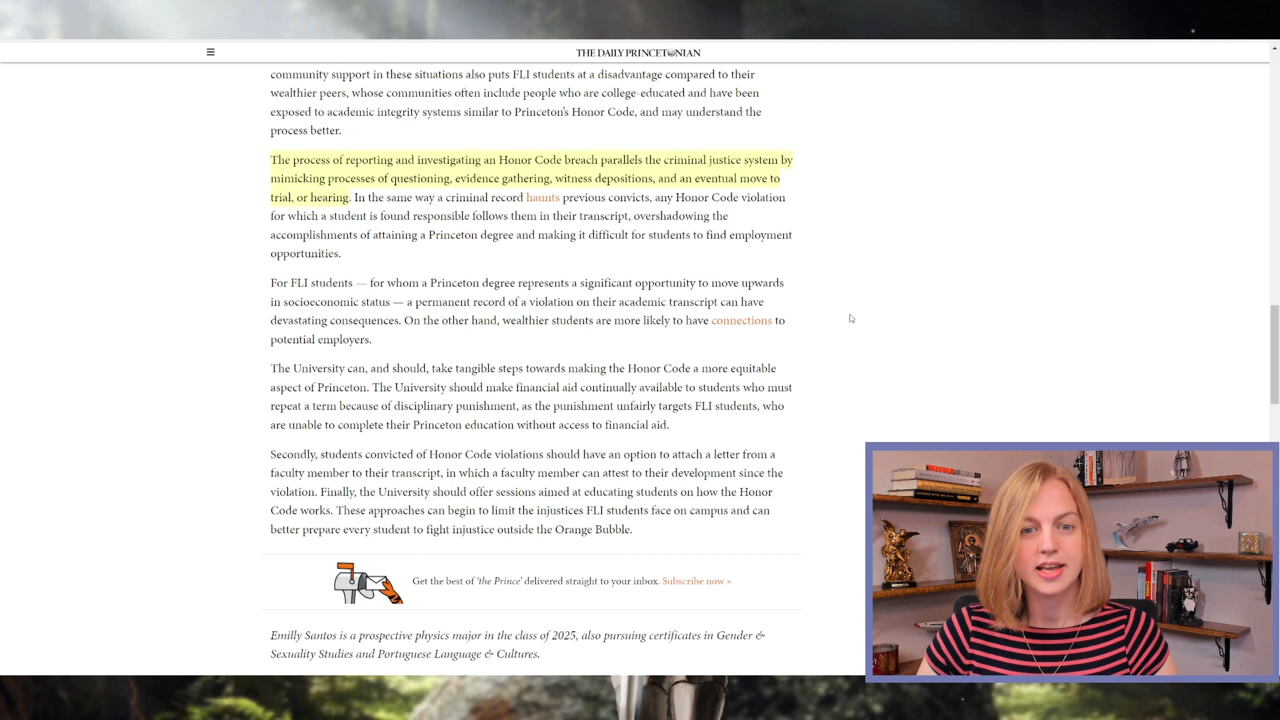 THE DAILY PRINCETONIAN
community support in these situations also puts FLI students at a disadvantage compared to their
wealthier peers, whose communities often include people who are college-educated and have been
exposed to academic integrity systems similar to Princeton's Honor Code, and may understand the
process better.
The process of reporting and investigating an Honor Code breach parallels the criminal justice system by
mimicking processes of questioning, evidence gathering, witness depositions, and an eventual move to
trial, or hearing. In the same way a criminal record haunts previous convicts, any Honor Code violation
for which a student is found responsible follows them in their transcript, overshadowing the
accomplishments of attaining a Princeton degree and making it difficult for students to find employment
opportunities.
For FLI students — for whom a Princeton degree represents a significant opportunity to move upwards
in socioeconomic status — a permanent record of a violation on their academic transcript can have
devastating consequences. On the other hand, wealthier students are more likely to have connections to
potential employers.
The University can, and should, take tangible steps towards making the Honor Code a more equitable
aspect of Princeton. The University should make financial aid continually available to students who must
repeat a term because of disciplinary punishment, as the punishment unfairly targets FLI students, who
are unable to complete their Princeton education without access to financial aid.
Secondly, students convicted of Honor Code violations should have an option to attach a letter from a
faculty member to their transcript, in which a faculty member can attest to their development since the
violation. Finally, the University should offer sessions aimed at educating students on how the Honor
Code works. These approaches can begin to limit the injustices FLI students face on campus and can
better prepare every student to fight injustice outside the Orange Bubble.
Get the best of 'the Prince' delivered straight to your inbox. Subscribe now »
Emilly Santos is a prospective physics major in the class of 2025, also pursuing certificates in Gender &
Sexuality Studies and Portuguese Language & Cultures.